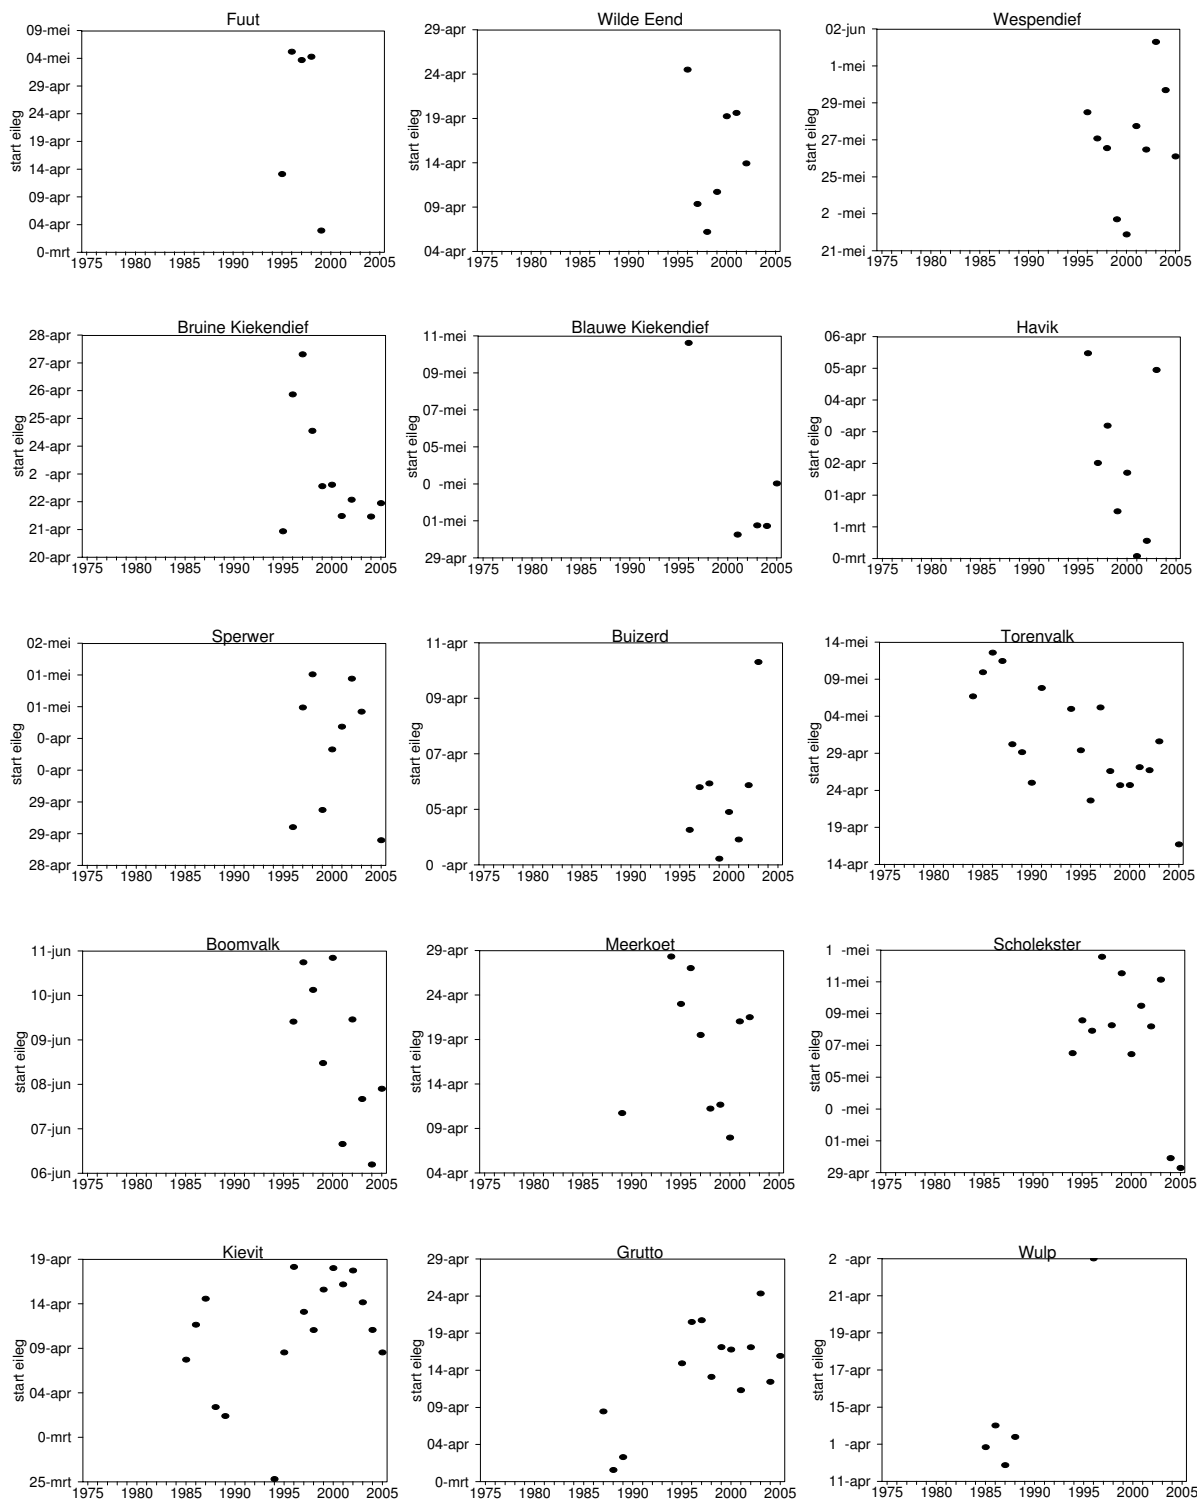 Fuut
09-mei
04-mei
29-apr
24-apr
19-apr
14-apr
09-apr
04-apr
0-mrt
start eileg
1975 1980 1985 1990 1995 2000 2005
Wilde Eend
29-apr
24-apr
19-apr
14-apr
09-apr
04-apr
start eileg
1975 1980 1985 1990 1995 2000 2005
Wespendief
02-jun
1-mei
29-mei
27-mei
25-mei
2 -mei
21-mei
start eileg
1975 1980 1985 1990 1995 2000 2005
Bruine Kiekendief
28-apr
27-apr
26-apr
25-apr
24-apr
2 -apr
22-apr
21-apr
20-apr
start eileg
1975 1980 1985 1990 1995 2000 2005
Blauwe Kiekendief
11-mei
09-mei
07-mei
05-mei
0 -mei
01-mei
29-apr
start eileg
1975 1980 1985 1990 1995 2000 2005
Havik
06-apr
05-apr
04-apr
0 -apr
02-apr
01-apr
1-mrt
0-mrt
start eileg
1975 1980 1985 1990 1995 2000 2005
Sperwer
02-mei
01-mei
01-mei
0-apr
0-apr
29-apr
29-apr
28-apr
start eileg
1975 1980 1985 1990 1995 2000 2005
Buizerd
11-apr
09-apr
07-apr
05-apr
0 -apr
start eileg
1975 1980 1985 1990 1995 2000 2005
Torenvalk
14-mei
09-mei
04-mei
29-apr
24-apr
19-apr
14-apr
start eileg
1975 1980 1985 1990 1995 2000 2005
Boomvalk
11-jun
10-jun
09-jun
08-jun
07-jun
06-jun
start eileg
1975 1980 1985 1990 1995 2000 2005
Meerkoet
29-apr
24-apr
19-apr
14-apr
09-apr
04-apr
start eileg
1975 1980 1985 1990 1995 2000 2005
Scholekster
1 -mei
11-mei
09-mei
07-mei
05-mei
0 -mei
01-mei
29-apr
start eileg
1975 1980 1985 1990 1995 2000 2005
Kievit
19-apr
14-apr
09-apr
04-apr
0-mrt
25-mrt
start eileg
1975 1980 1985 1990 1995 2000 2005
Grutto
29-apr
24-apr
19-apr
14-apr
09-apr
04-apr
0-mrt
start eileg
1975 1980 1985 1990 1995 2000 2005
Wulp
2 -apr
21-apr
19-apr
17-apr
15-apr
1 -apr
11-apr
start eileg
1975 1980 1985 1990 1995 2000 2005